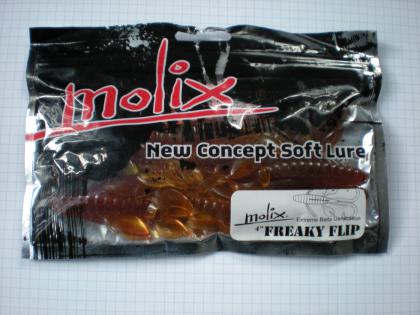 molix
New Concept Soft Lure
molix
Extreme Baits Generation
4" FREAKY FLIP